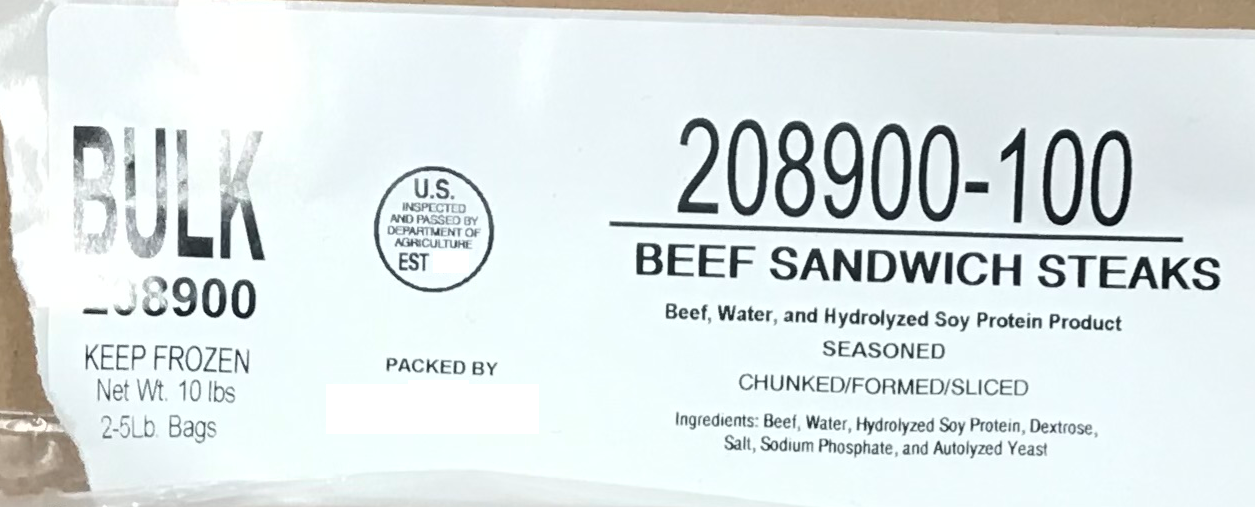 BULK
208900
KEEP FROZEN
Net Wt. 10 lbs
2-5Lb. Bags
U.S.
INSPECTED
AND PASSED BY
DEPARTMENT OF
AGRICULTURE
EST
PACKED BY
208900-100
BEEF SANDWICH STEAKS
Beef, Water, and Hydrolyzed Soy Protein Product
SEASONED
CHUNKED/FORMED/SLICED
Ingredients: Beef, Water, Hydrolyzed Soy Protein, Dextrose,
Salt, Sodium Phosphate, and Autolyzed Yeast